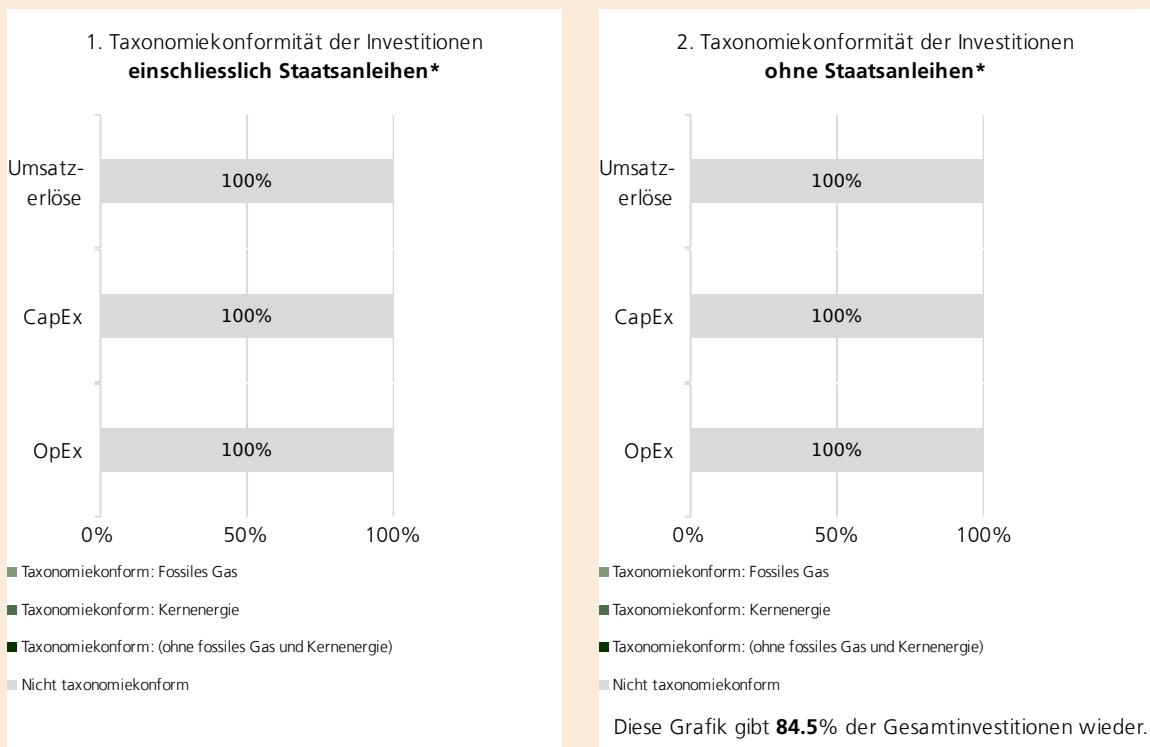 1. Taxonomiekonformität der Investitionen
einschliesslich Staatsanleihen*
Umsatz-
erlöse
100%
CapEx
100%
OpEx
100%
0% 50% 100%
Taxonomiekonform: Fossiles Gas
Taxonomiekonform: Kernenergie
Taxonomiekonform: (ohne fossiles Gas und Kernenergie)
Nicht taxonomiekonform
2. Taxonomiekonformität der Investitionen
ohne Staatsanleihen*
Umsatz-
erlöse
100%
CapEx
100%
OpEx
100%
0% 50% 100%
Taxonomiekonform: Fossiles Gas
Taxonomiekonform: Kernenergie
Taxonomiekonform: (ohne fossiles Gas und Kernenergie)
Nicht taxonomiekonform
Diese Grafik gibt 84.5% der Gesamtinvestitionen wieder.